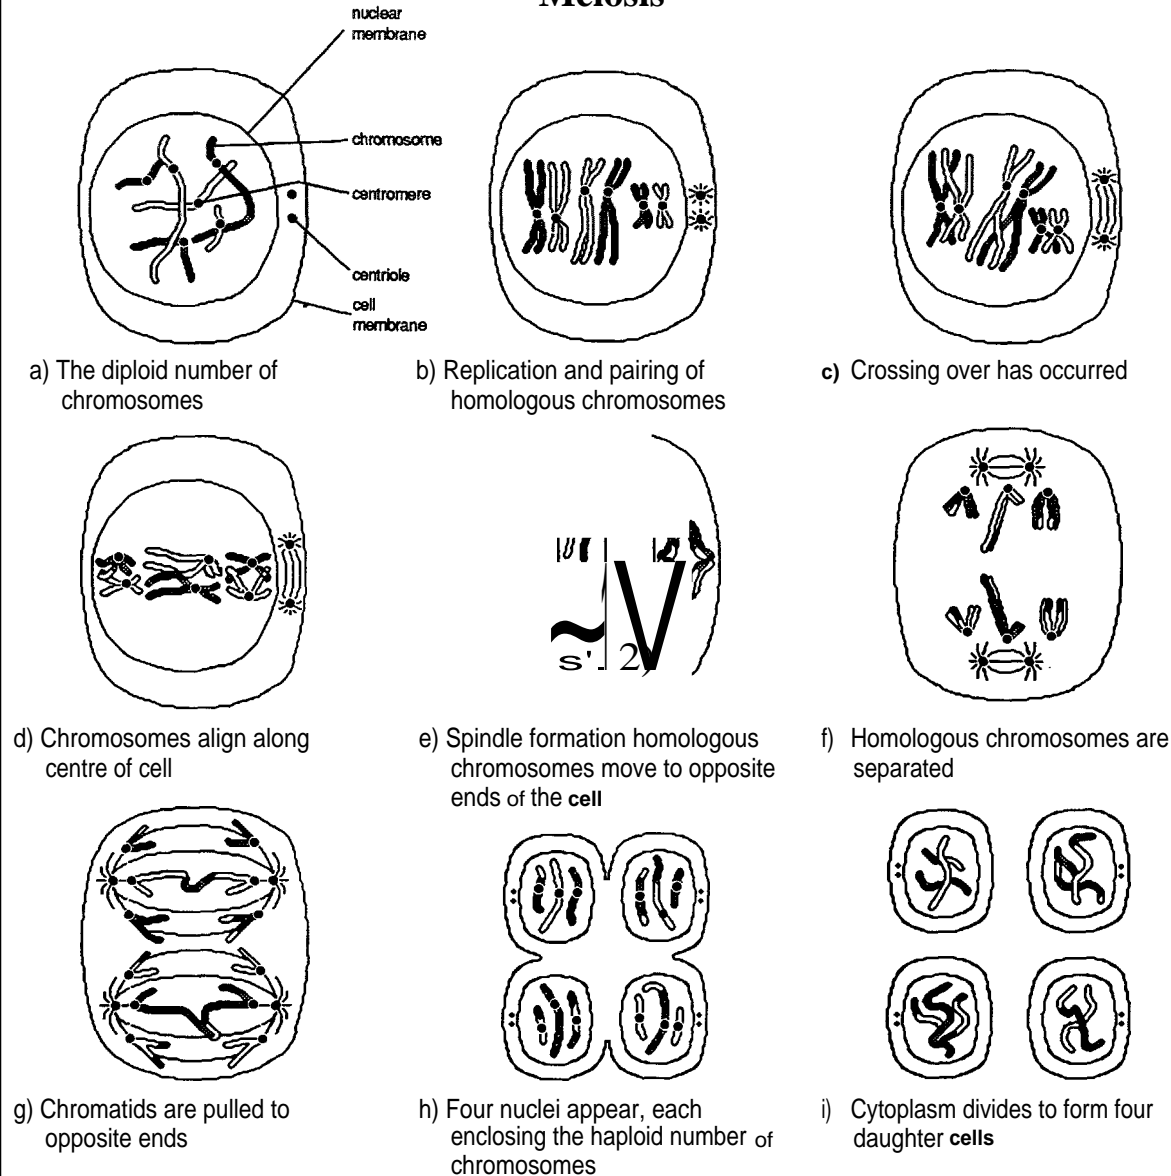 Meiosis
nuclear
membrane
chromosome
centromere
centriole
cell
membrane
a) The diploid number of
chromosomes
b) Replication and pairing of
homologous chromosomes
c) Crossing over has occurred
s'. 2
d) Chromosomes align along
centre of cell
e) Spindle formation homologous
chromosomes move to opposite
ends of the cell
f) Homologous chromosomes are
separated
g) Chromatids are pulled to
opposite ends
h) Four nuclei appear, each
enclosing the haploid number of
chromosomes
i) Cytoplasm divides to form four
daughter cells